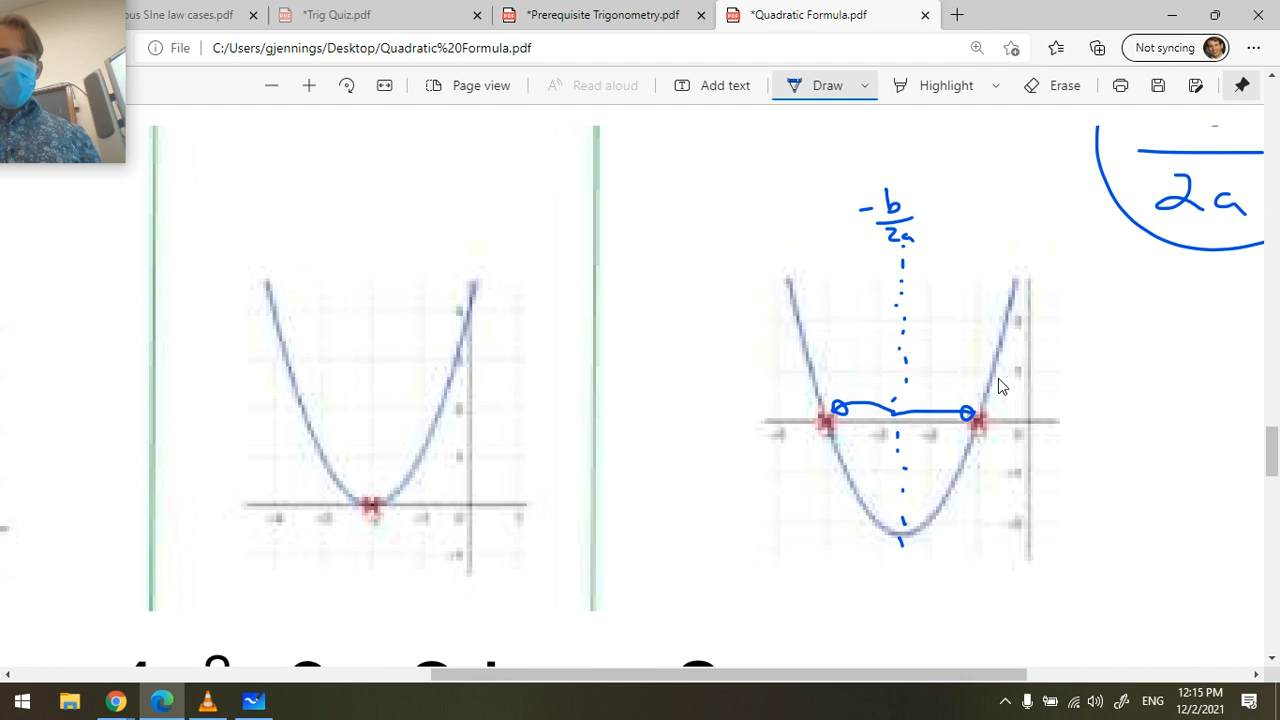 ous SIne law cases.pdf
*Trig Quiz.pdf
*Prerequisite Trigonometry.pdf
*Quadratic Formula.pdf
File
C:/Users/gjennings/Desktop/Quadratic%20Formula.pdf
Not syncing
Page view
Read aloud
Add text
Draw
Highlight
Erase
-b
2a
2a
ENG
12:15 PM
12/2/2021